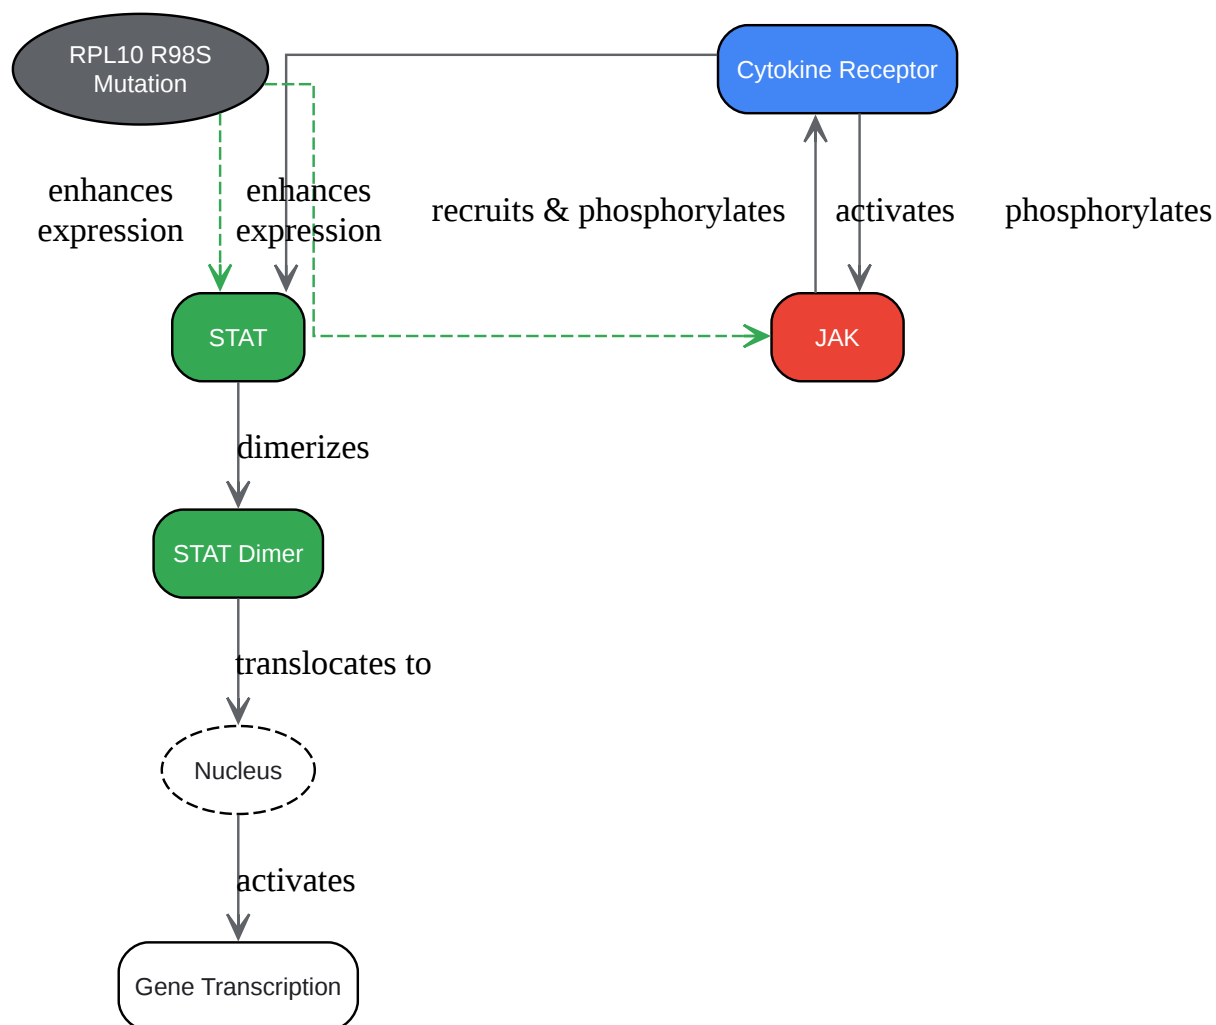 RPL10 R98S
Mutation
Cytokine Receptor
enhances
expression
enhances
expression
recruits & phosphorylates
activates
phosphorylates
STAT
JAK
dimerizes
STAT Dimer
translocates to
Nucleus
activates
Gene Transcription